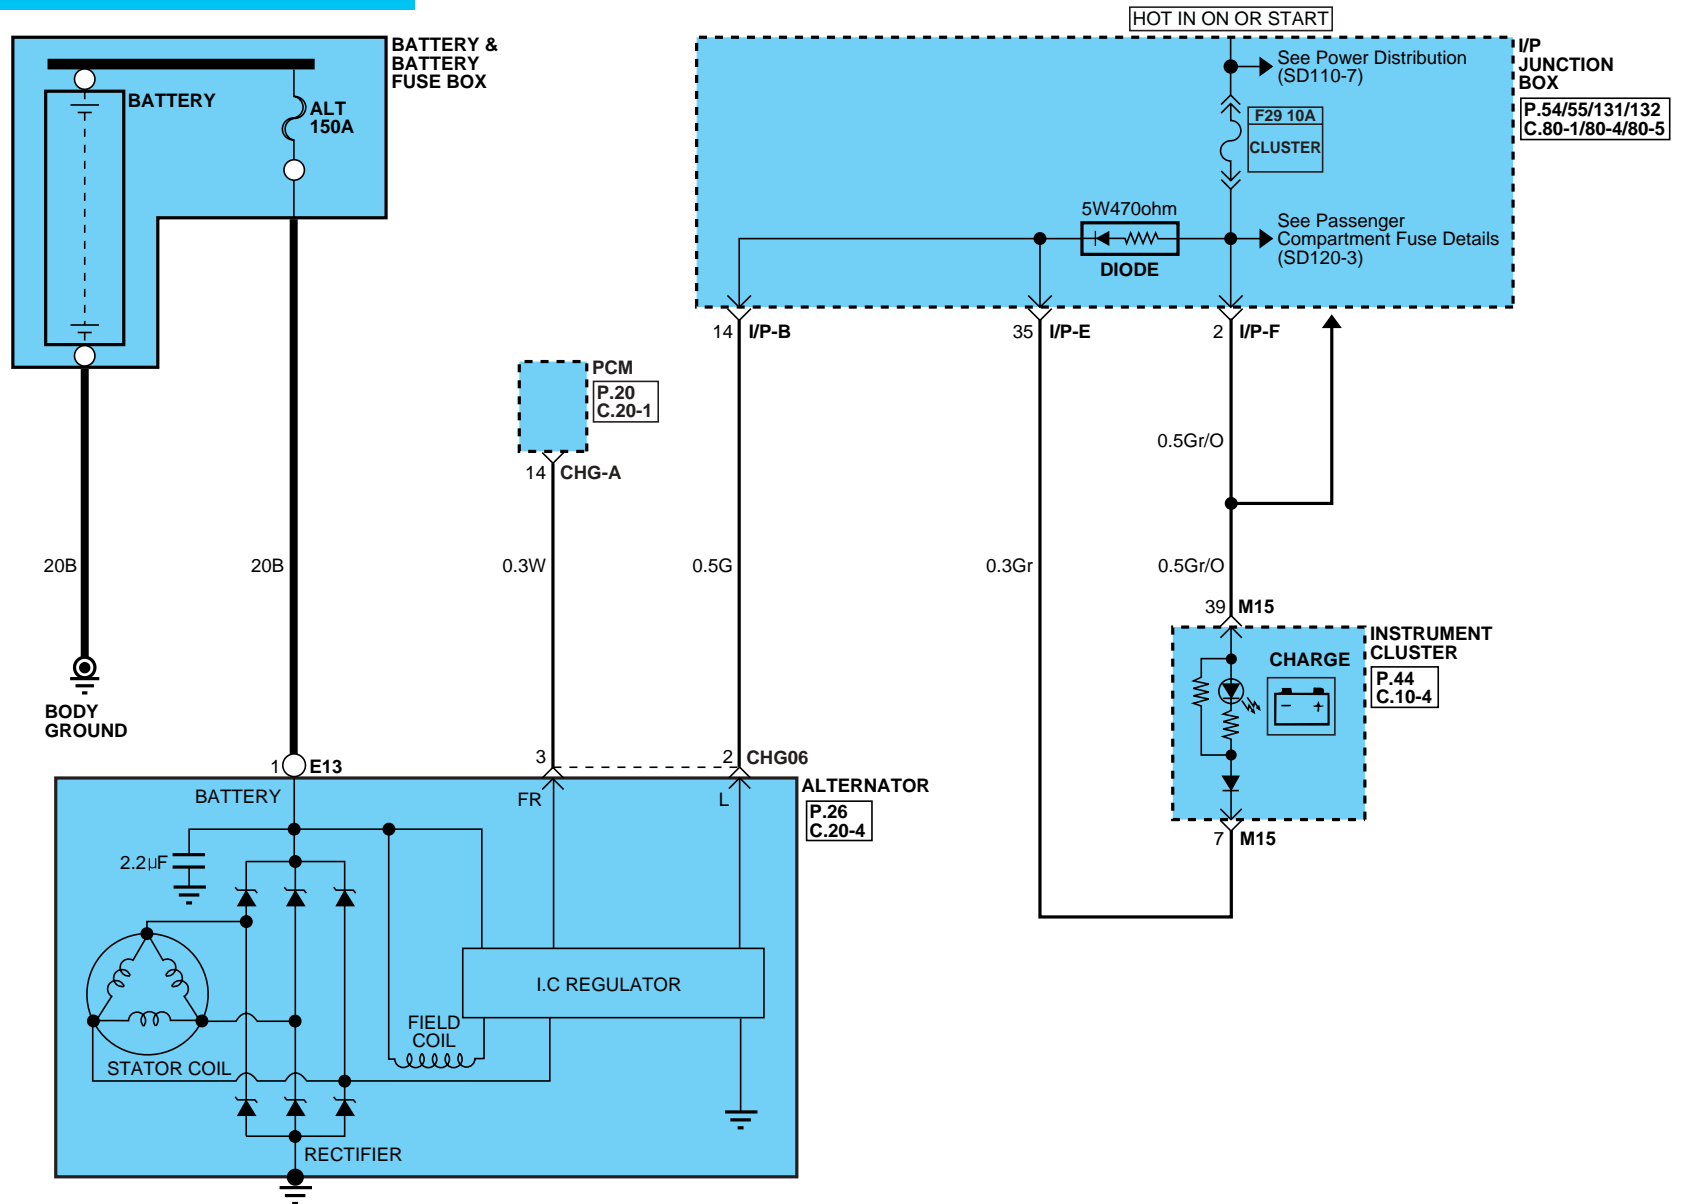 HOT IN ON OR START
BATTERY &
BATTERY
FUSE BOX
BATTERY
ALT
150A
See Power Distribution
(SD110-7)
F29 10A
CLUSTER
I/P
JUNCTION
BOX
P.54/55/131/132
C.80-1/80-4/80-5
5W470ohm
DIODE
See Passenger
Compartment Fuse Details
(SD120-3)
14 I/P-B
35 I/P-E
2 I/P-F
PCM
P.20
C.20-1
14 CHG-A
0.5Gr/O
20B
20B
0.3W
0.5G
0.3Gr
0.5Gr/O
39 M15
INSTRUMENT
CLUSTER
P.44
C.10-4
CHARGE
- +
7 M15
BODY
GROUND
1 E13
3
2 CHG06
ALTERNATOR
P.26
C.20-4
BATTERY
FR
L
2.2µF
I.C REGULATOR
FIELD
COIL
STATOR COIL
RECTIFIER